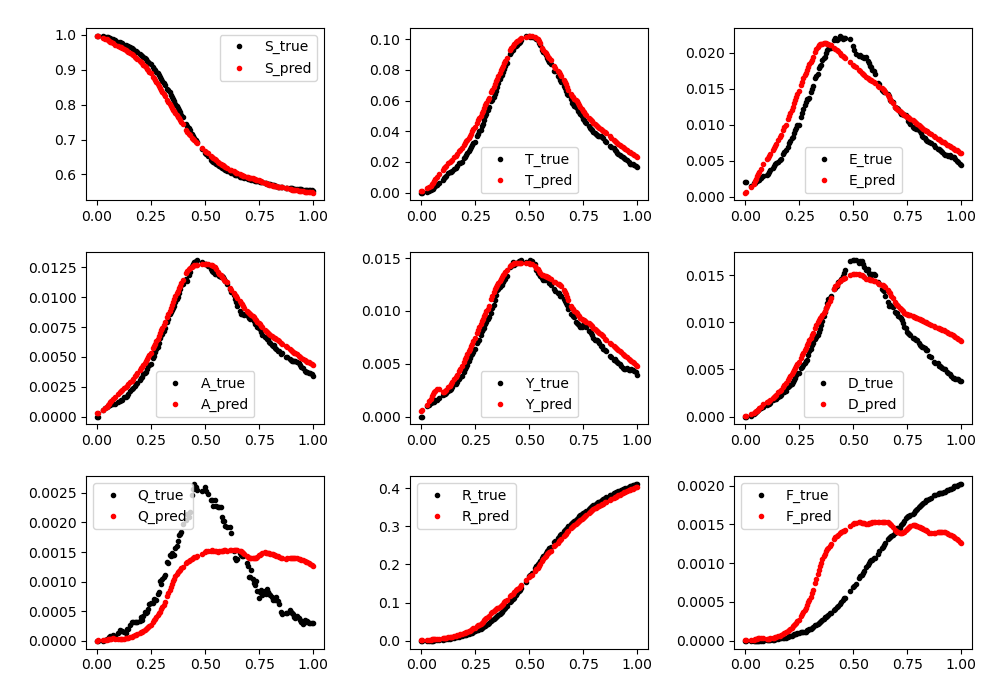 1.0
0.9
0.8
0.7
0.6
S_true
S_pred
0.00 0.25 0.50 0.75 1.00
0.10
0.08
0.06
0.04
0.02
0.00
T_true
T_pred
0.00 0.25 0.50 0.75 1.00
0.020
0.015
0.010
0.005
0.000
E_true
E_pred
0.00 0.25 0.50 0.75 1.00
0.0125
0.0100
0.0075
0.0050
0.0025
0.0000
A_true
A_pred
0.00 0.25 0.50 0.75 1.00
0.015
0.010
0.005
0.000
Y_true
Y_pred
0.00 0.25 0.50 0.75 1.00
0.015
0.010
0.005
0.000
D_true
D_pred
0.00 0.25 0.50 0.75 1.00
0.0025
0.0020
0.0015
0.0010
0.0005
0.0000
Q_true
Q_pred
0.00 0.25 0.50 0.75 1.00
0.4
0.3
0.2
0.1
0.0
R_true
R_pred
0.00 0.25 0.50 0.75 1.00
0.0020
0.0015
0.0010
0.0005
0.0000
F_true
F_pred
0.00 0.25 0.50 0.75 1.00